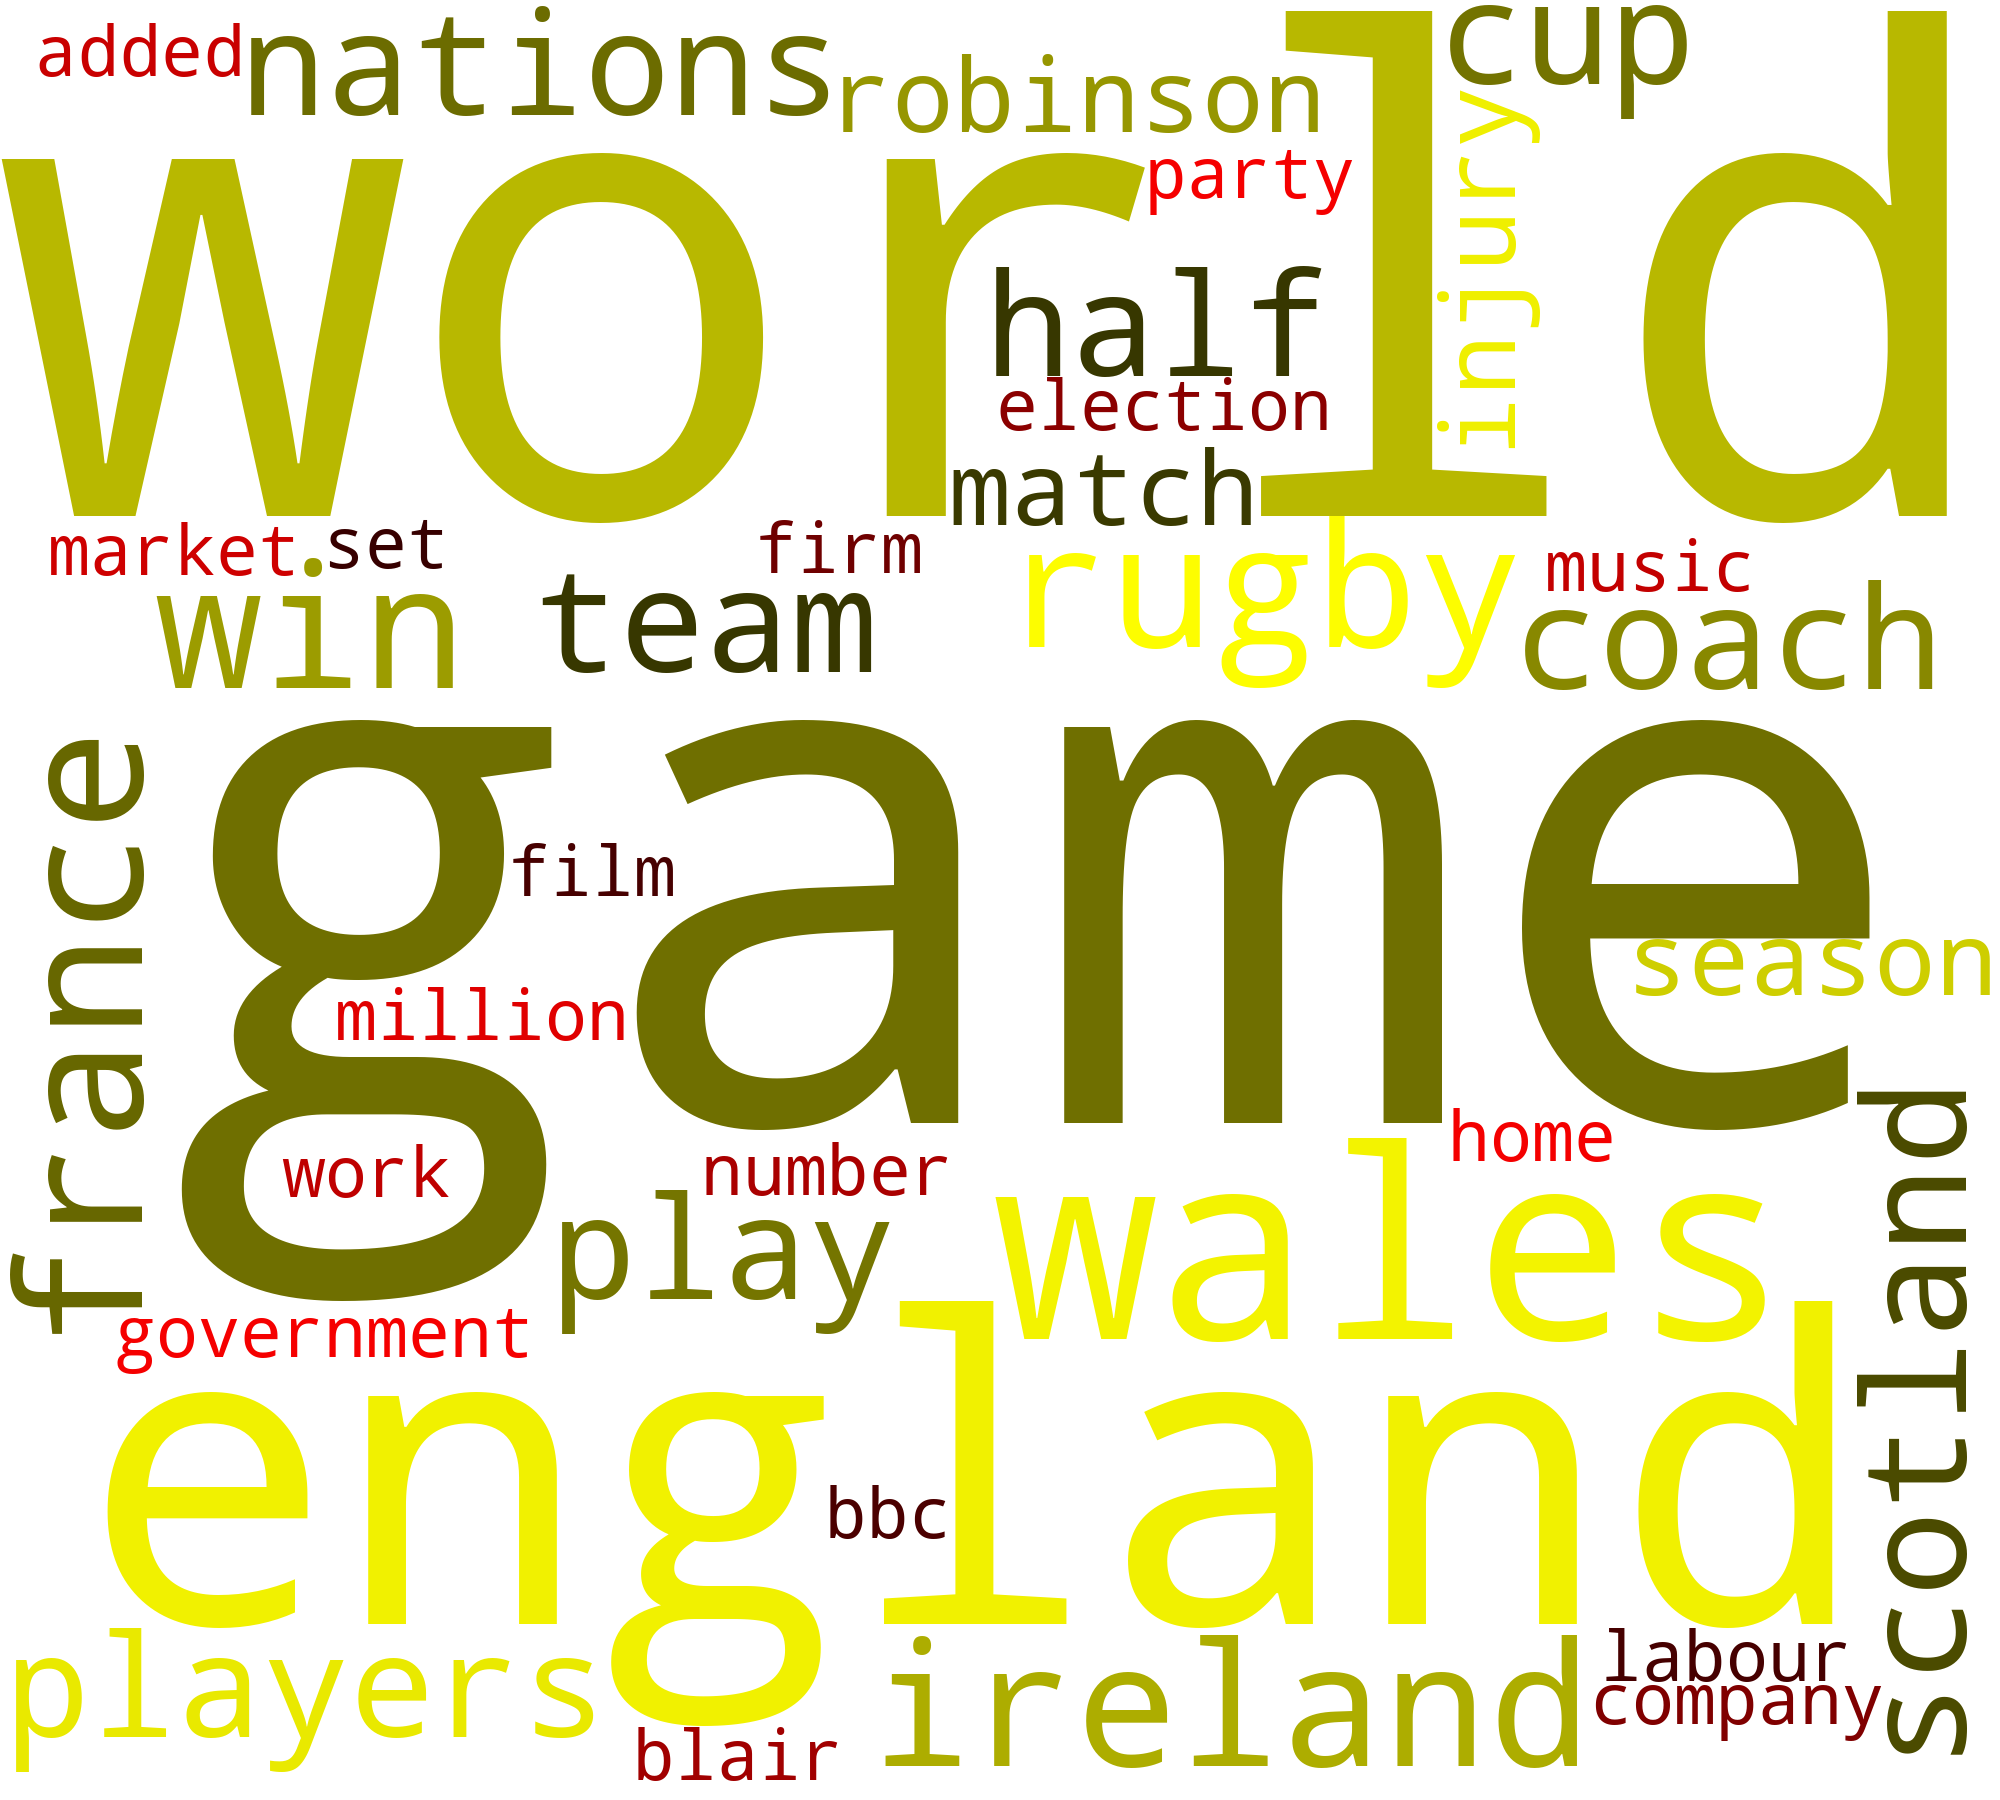 added
nations
cup
robinson
injury
party
world
half
election
match
market
set
firm
rugby
music
win
team
coach
france
game
film
season
million
scotland
home
work
number
play
wales
government
england
bbc
players
ireland
labour
company
blair